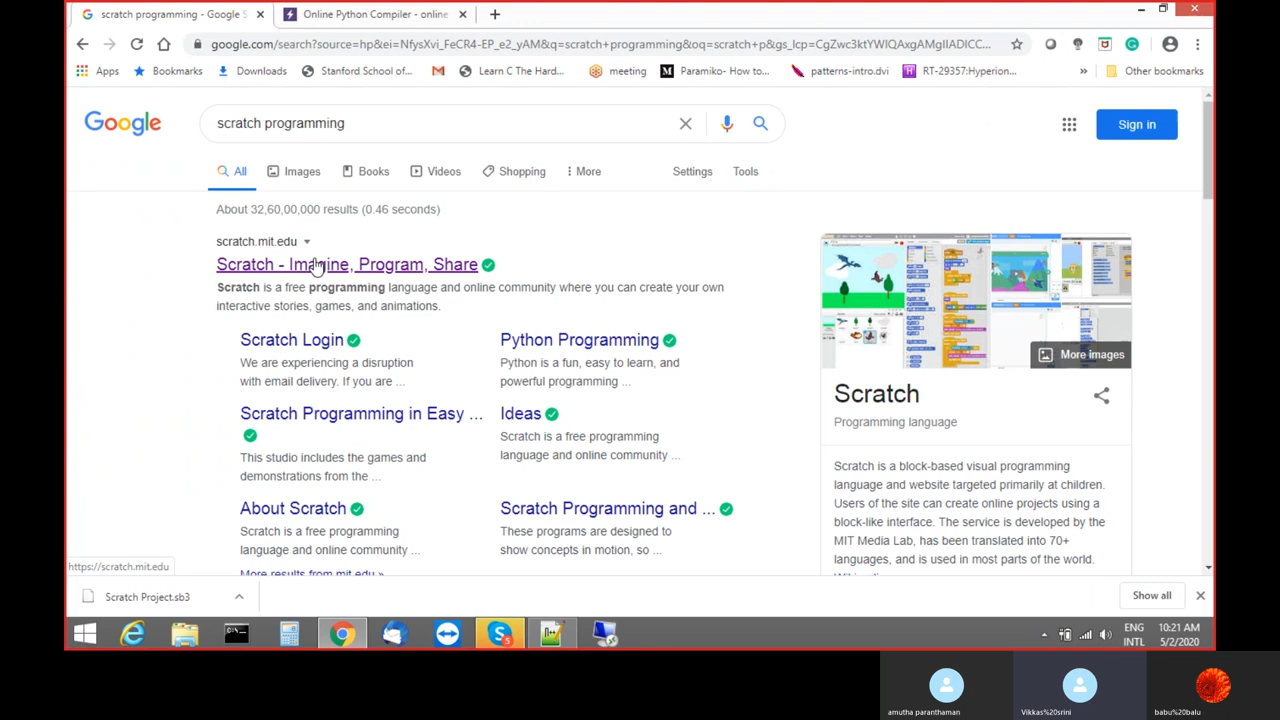 scratch programming - Google S
Online Python Compiler - online
google.com/search?source=hp&ei=NfysXvi_FeCR4-EP_e2_yAM&q=scratch+programming&oq=scratch+p&gs_lcp=CgZwc3ktYWIQAxgAMgIIADICC...
Apps
Bookmarks
Downloads
Stanford School of...
Learn C The Hard...
meeting
Paramiko- How to...
patterns-intro.dvi
RT-29357:Hyperion...
»
Other bookmarks
Google
scratch programming
Sign in
All
Images
Books
Videos
Shopping
More
Settings
Tools
About 32,60,00,000 results (0.46 seconds)
scratch.mit.edu
Scratch - Imagine, Program, Share
Scratch is a free programming language and online community where you can create your own
interactive stories, games, and animations.
Scratch Login
We are experiencing a disruption
with email delivery. If you are ...
Python Programming
Python is a fun, easy to learn, and
powerful programming ...
Scratch Programming in Easy ...
This studio includes the games and
demonstrations from the ...
Ideas
Scratch is a free programming
language and online community ...
About Scratch
Scratch is a free programming
language and online community ...
Scratch Programming and ...
These programs are designed to
show concepts in motion, so ...
More results from mit.edu »
More images
Scratch
Programming language
Scratch is a block-based visual programming
language and website targeted primarily at children.
Users of the site can create online projects using a
block-like interface. The service is developed by the
MIT Media Lab, has been translated into 70+
languages, and is used in most parts of the world.
https://scratch.mit.edu
Scratch Project.sb3
Show all
ENG
INTL
10:21 AM
5/2/2020
amutha paranthaman
Vikkas%20srini
babu%20balu